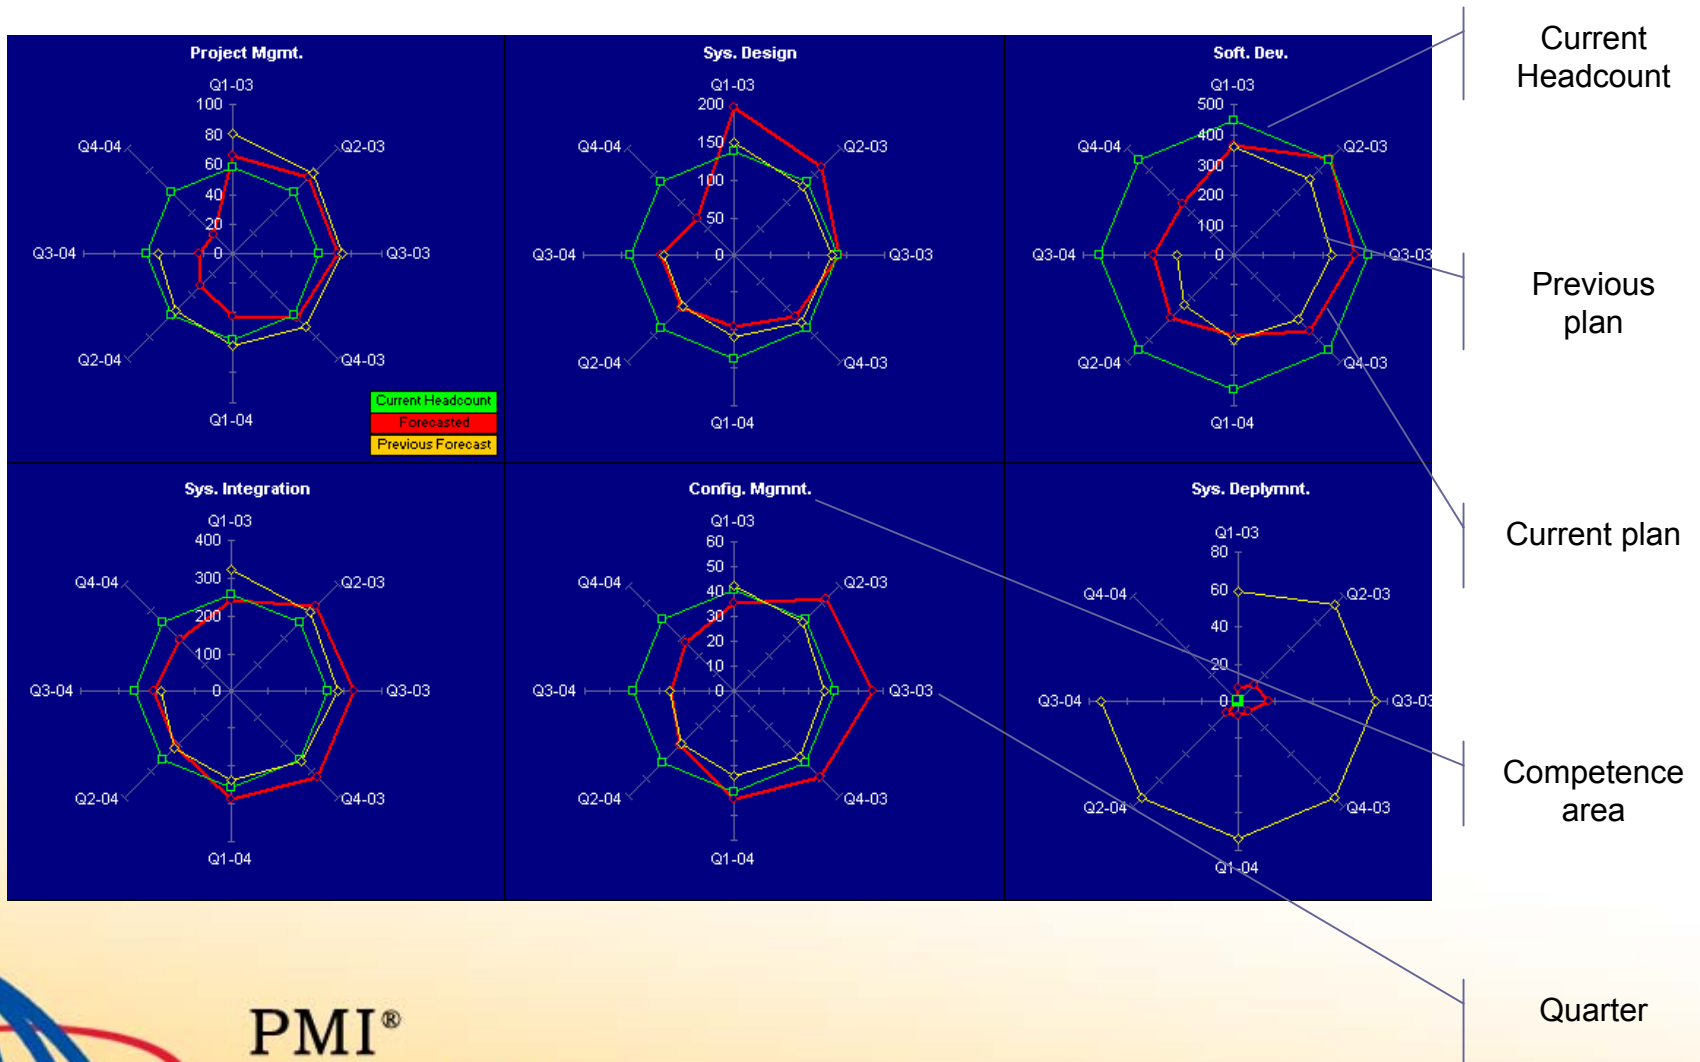 Project Mgmt.
Q1-03
100
80
60
40
20
0
Q2-03
Q3-03
Q4-03
Q1-04
Q2-04
Q3-04
Q4-04
Current Headcount
Forecasted
Previous Forecast
Sys. Design
Q1-03
200
150
100
50
0
Q2-03
Q3-03
Q4-03
Q1-04
Q2-04
Q3-04
Q4-04
Soft. Dev.
Q1-03
500
400
300
200
100
0
Q2-03
Q3-03
Q4-03
Q1-04
Q2-04
Q3-04
Q4-04
Sys. Integration
Q1-03
400
300
200
100
0
Q2-03
Q3-03
Q4-03
Q1-04
Q2-04
Q3-04
Q4-04
Config. Mgmnt.
Q1-03
60
50
40
30
20
10
0
Q2-03
Q3-03
Q4-03
Q1-04
Q2-04
Q3-04
Q4-04
Sys. Deplymnt.
Q1-03
80
60
40
20
0
Q2-03
Q3-03
Q4-03
Q1-04
Q2-04
Q3-04
Q4-04
Current
Headcount
Previous
plan
Current plan
Competence
area
Quarter
PMI®